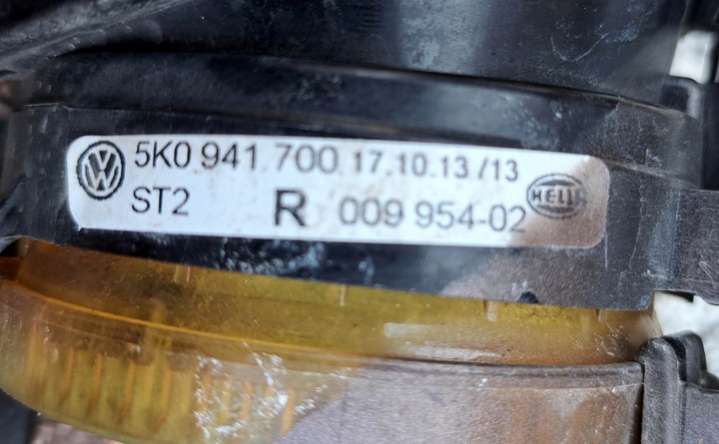 5K0 941 700 17.10.13 /13
ST2 R 009 954-02 HELLA